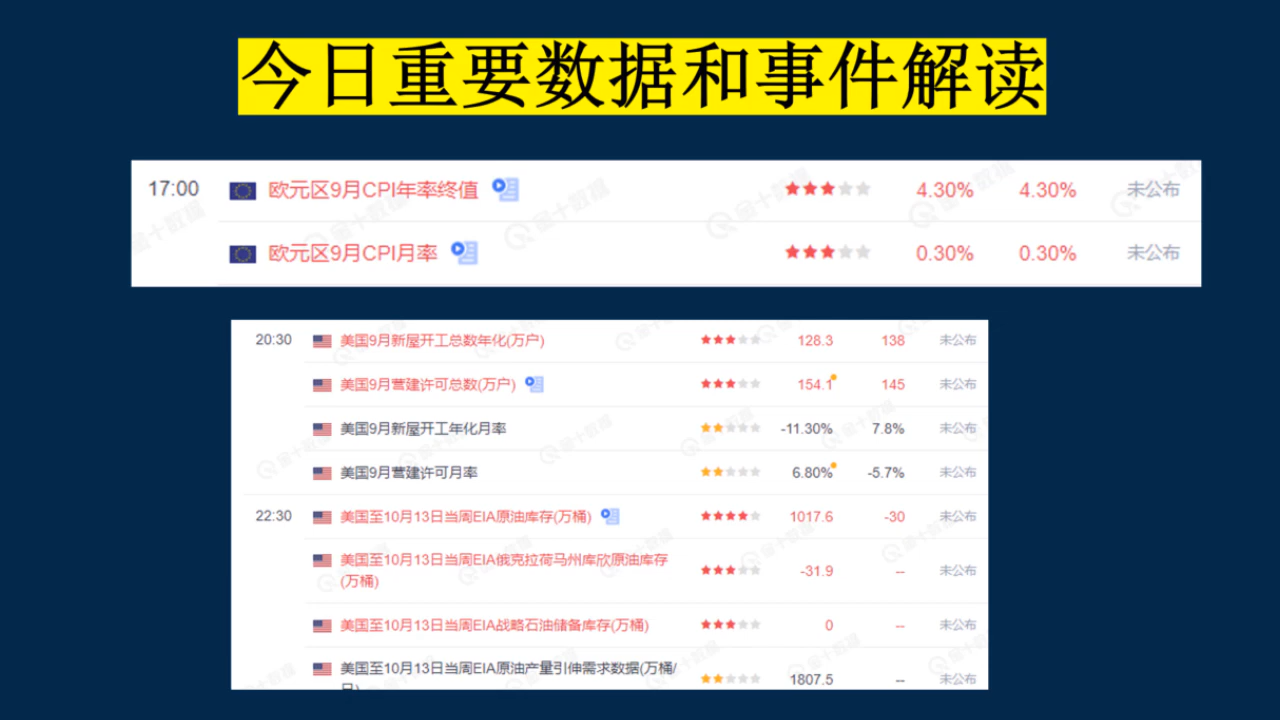 今日重要数据和事件解读
17:00 欧元区9月CPI年率终值 4.30% 4.30% 未公布
欧元区9月CPI月率 0.30% 0.30% 未公布
20:30 美国9月新屋开工总数年化(万户) 128.3 138 未公布
美国9月营建许可总数(万户) 154.1 145 未公布
美国9月新屋开工年化月率 -11.30% 7.8% 未公布
美国9月营建许可月率 6.80% -5.7% 未公布
22:30 美国至10月13日当周EIA原油库存(万桶) 1017.6 -30 未公布
美国至10月13日当周EIA俄克拉荷马州库欣原油库存
(万桶) -31.9 -- 未公布
美国至10月13日当周EIA战略石油储备库存(万桶) 0 -- 未公布
美国至10月13日当周EIA原油产量引伸需求数据(万桶/
日) 1807.5 -- 未公布